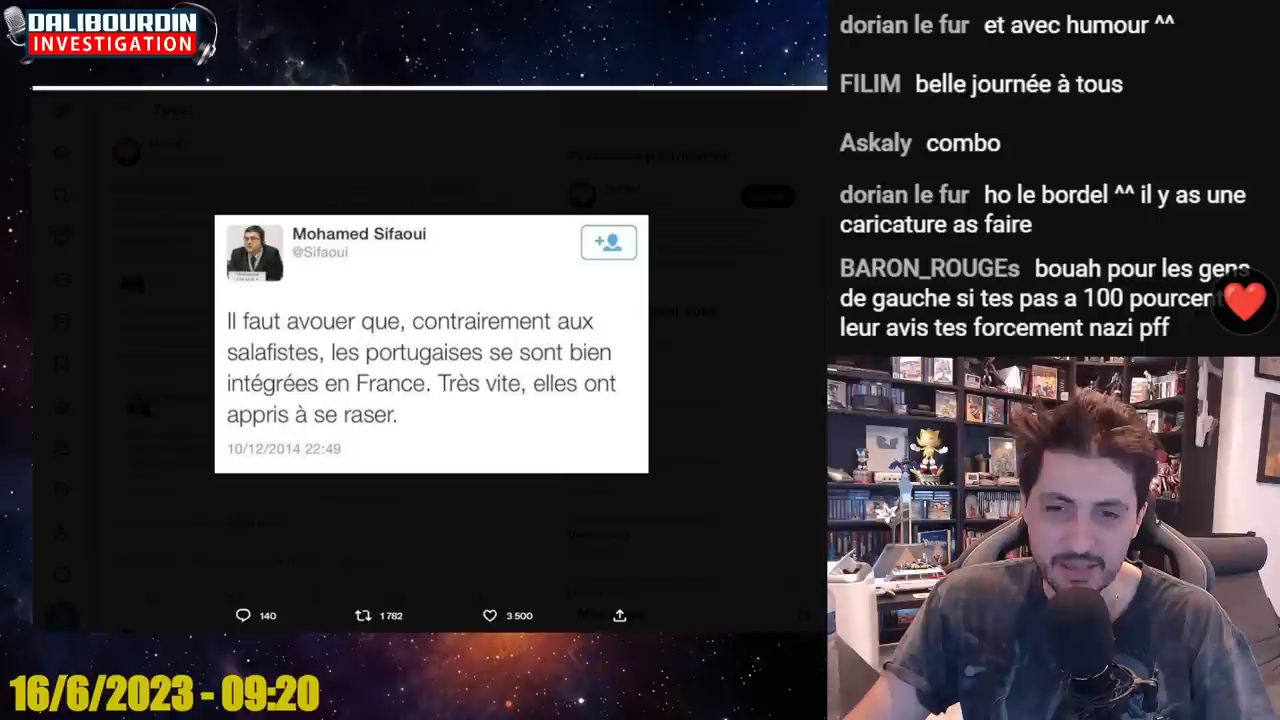 DALIBOURDIN
INVESTIGATION
Tweet
Mohamed Sifaoui
@Sifaoui
Il faut avouer que, contrairement aux
salafistes, les portugaises se sont bien
intégrées en France. Très vite, elles ont
appris à se raser.
10/12/2014 22:49
140
1 782
3 500
16/6/2023 - 09:20
dorian le fur et avec humour ^^
FILIM belle journée à tous
Askaly combo
dorian le fur ho le bordel ^^ il y as une
caricature as faire
BARON_ROUGEs bouah pour les gens
de gauche si tes pas a 100 pourcent
leur avis tes forcement nazi pff